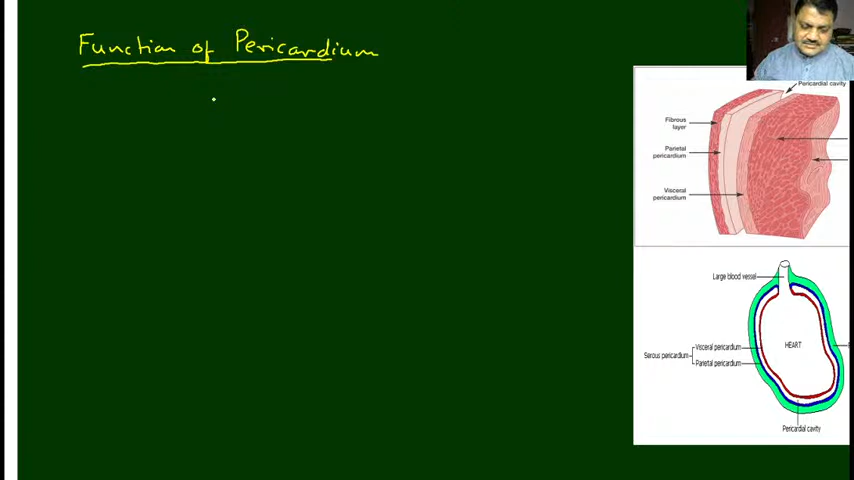 Function of Pericardium
Pericardial cavity
Fibrous
layer
Parietal
pericardium
Visceral
pericardium
Large blood vessel
HEART
Serous pericardium
Visceral pericardium
Parietal pericardium
Pericardial cavity